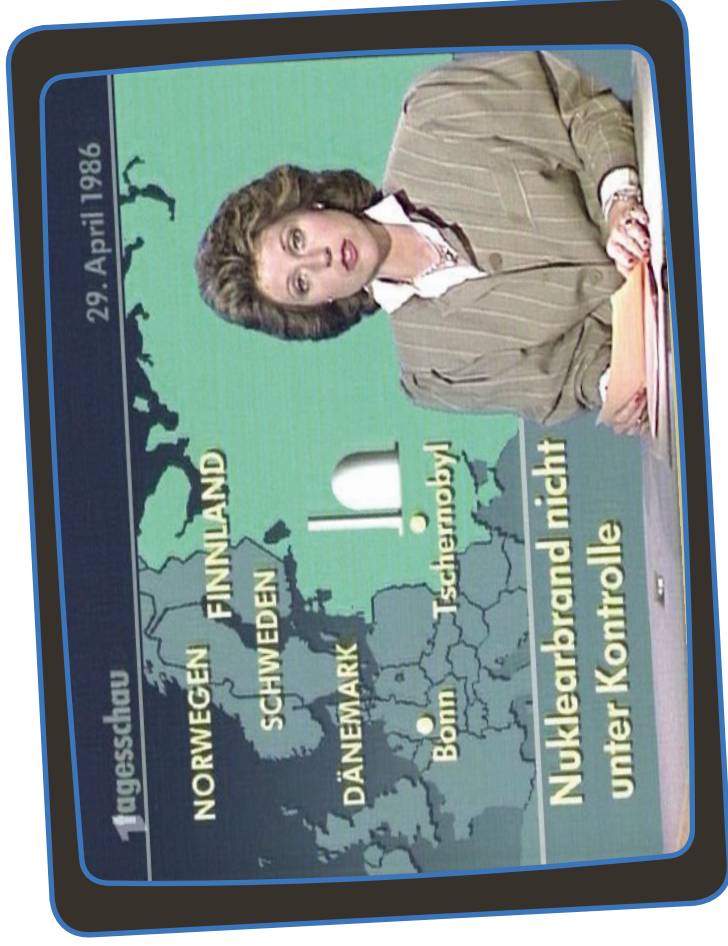 Tagesschau 29. April 1986
NORWEGEN
FINNLAND
SCHWEDEN
DÄNEMARK
Bonn
Tschernobyl
Nuklearbrand nicht
unter Kontrolle